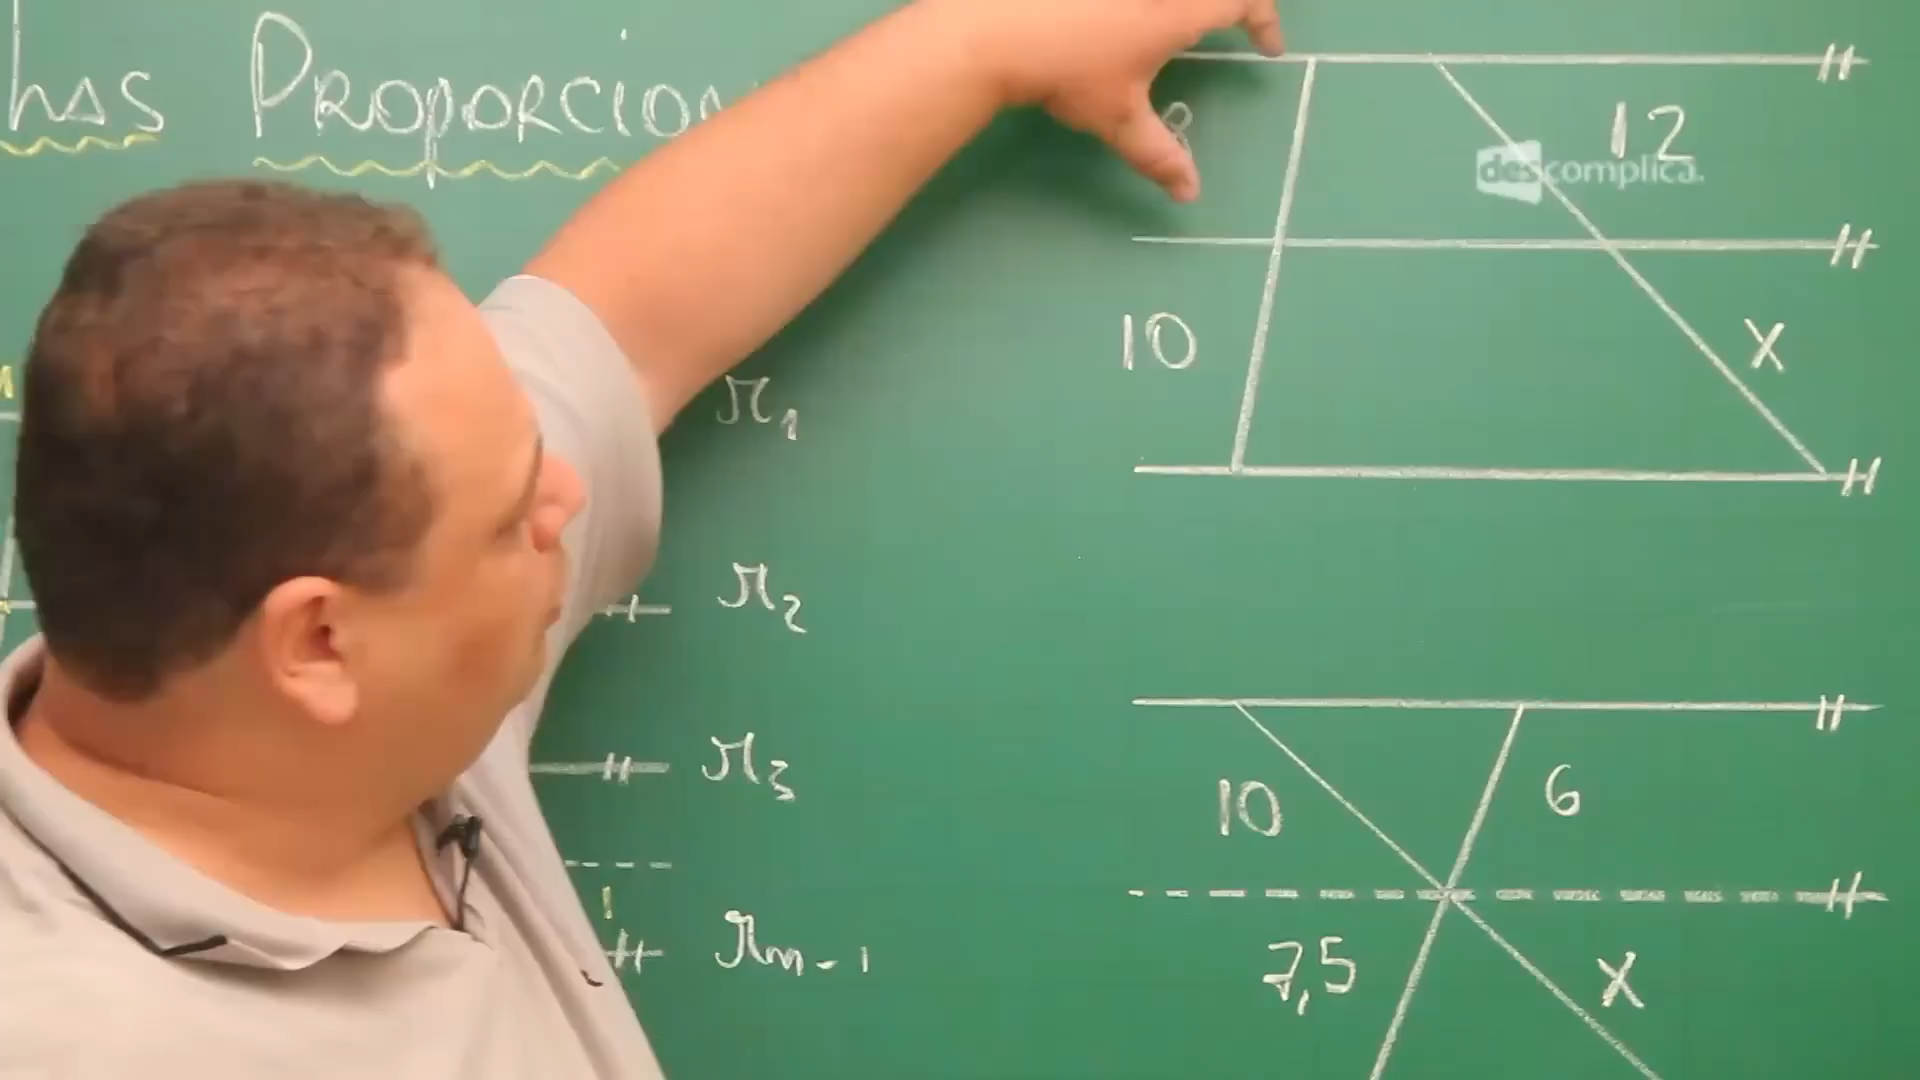 has Proporcion
8
12
descomplica.
10
x
r1
r2
r3
rn-1
10
6
7,5
x